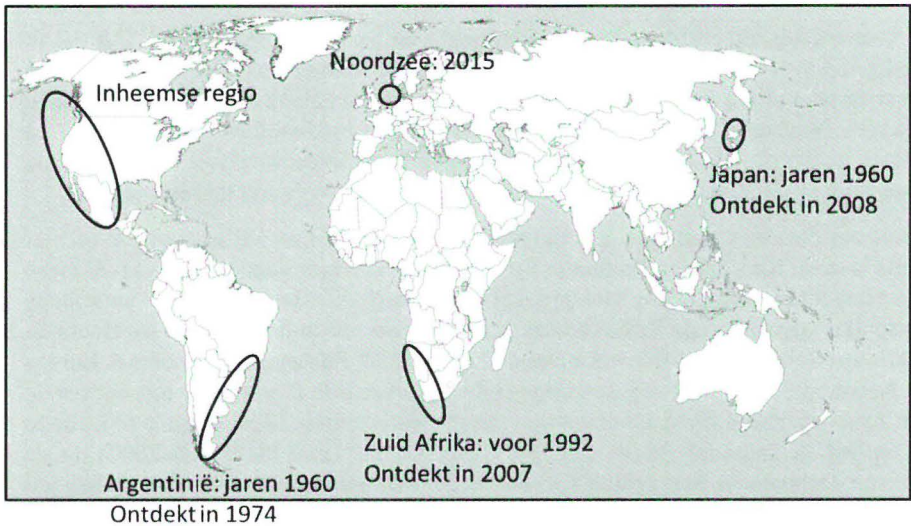 Noordzee: 2015
Inheemse regio
Japan: jaren 1960
Ontdekt in 2008
Zuid Afrika: voor 1992
Ontdekt in 2007
Argentinië: jaren 1960
Ontdekt in 1974